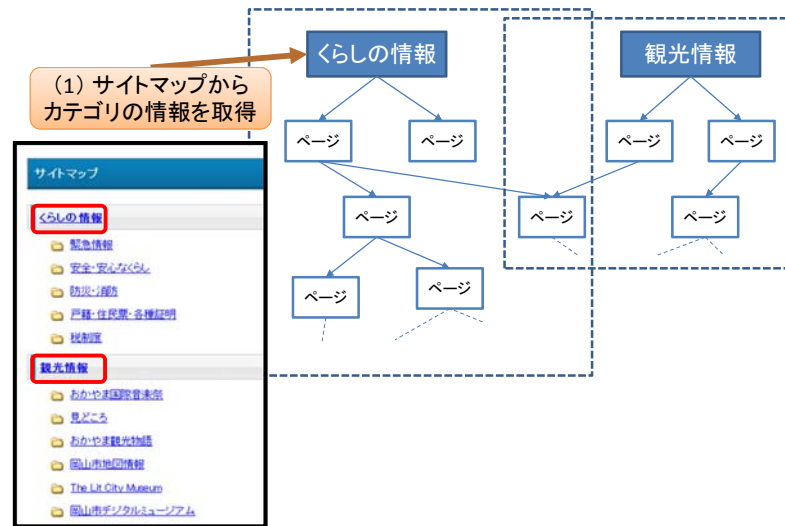 くらしの情報
観光情報
(1) サイトマップから
カテゴリの情報を取得
ページ
ページ
ページ
ページ
ページ
ページ
ページ
ページ
ページ
サイトマップ
くらしの情報
緊急情報
安全・安心なくらし
防災・消防
戸籍・住民票・各種証明
税制度
観光情報
おかやま国際音楽祭
見どころ
おかやま観光物語
岡山市地図情報
The Lit City Museum
岡山市デジタルミュージアム